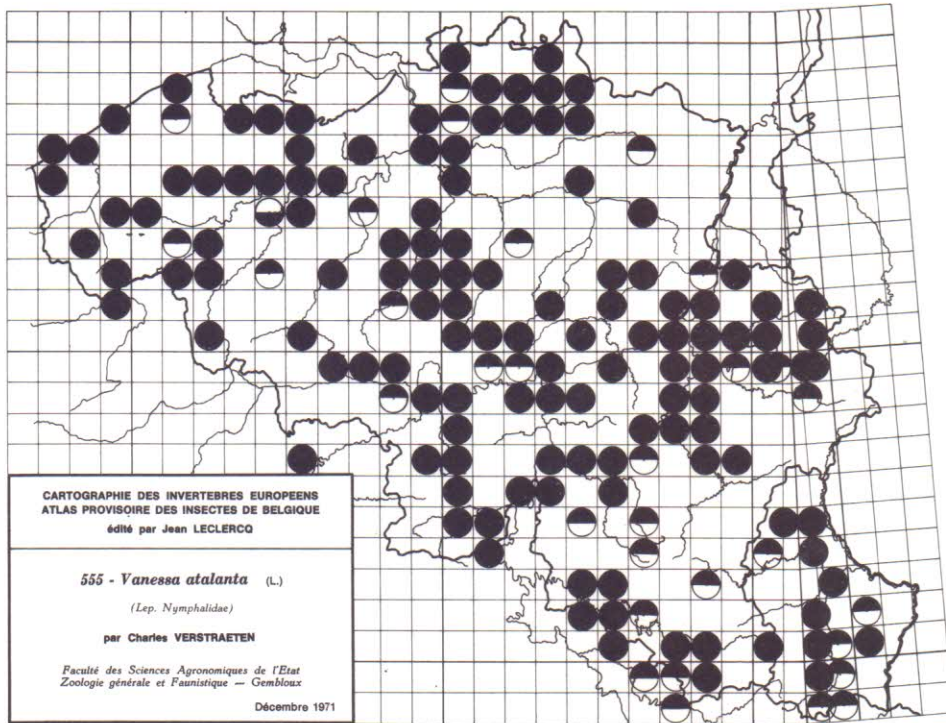 CARTOGRAPHIE DES INVERTEBRES EUROPEENS
ATLAS PROVISOIRE DES INSECTES DE BELGIQUE
édité par Jean LECLERCQ
555 - Vanessa atalanta (L.)
(Lep. Nymphalidae)
par Charles VERSTRAETEN
Faculté des Sciences Agronomiques de l'Etat
Zoologie générale et Faunistique — Gembloux
Décembre 1971